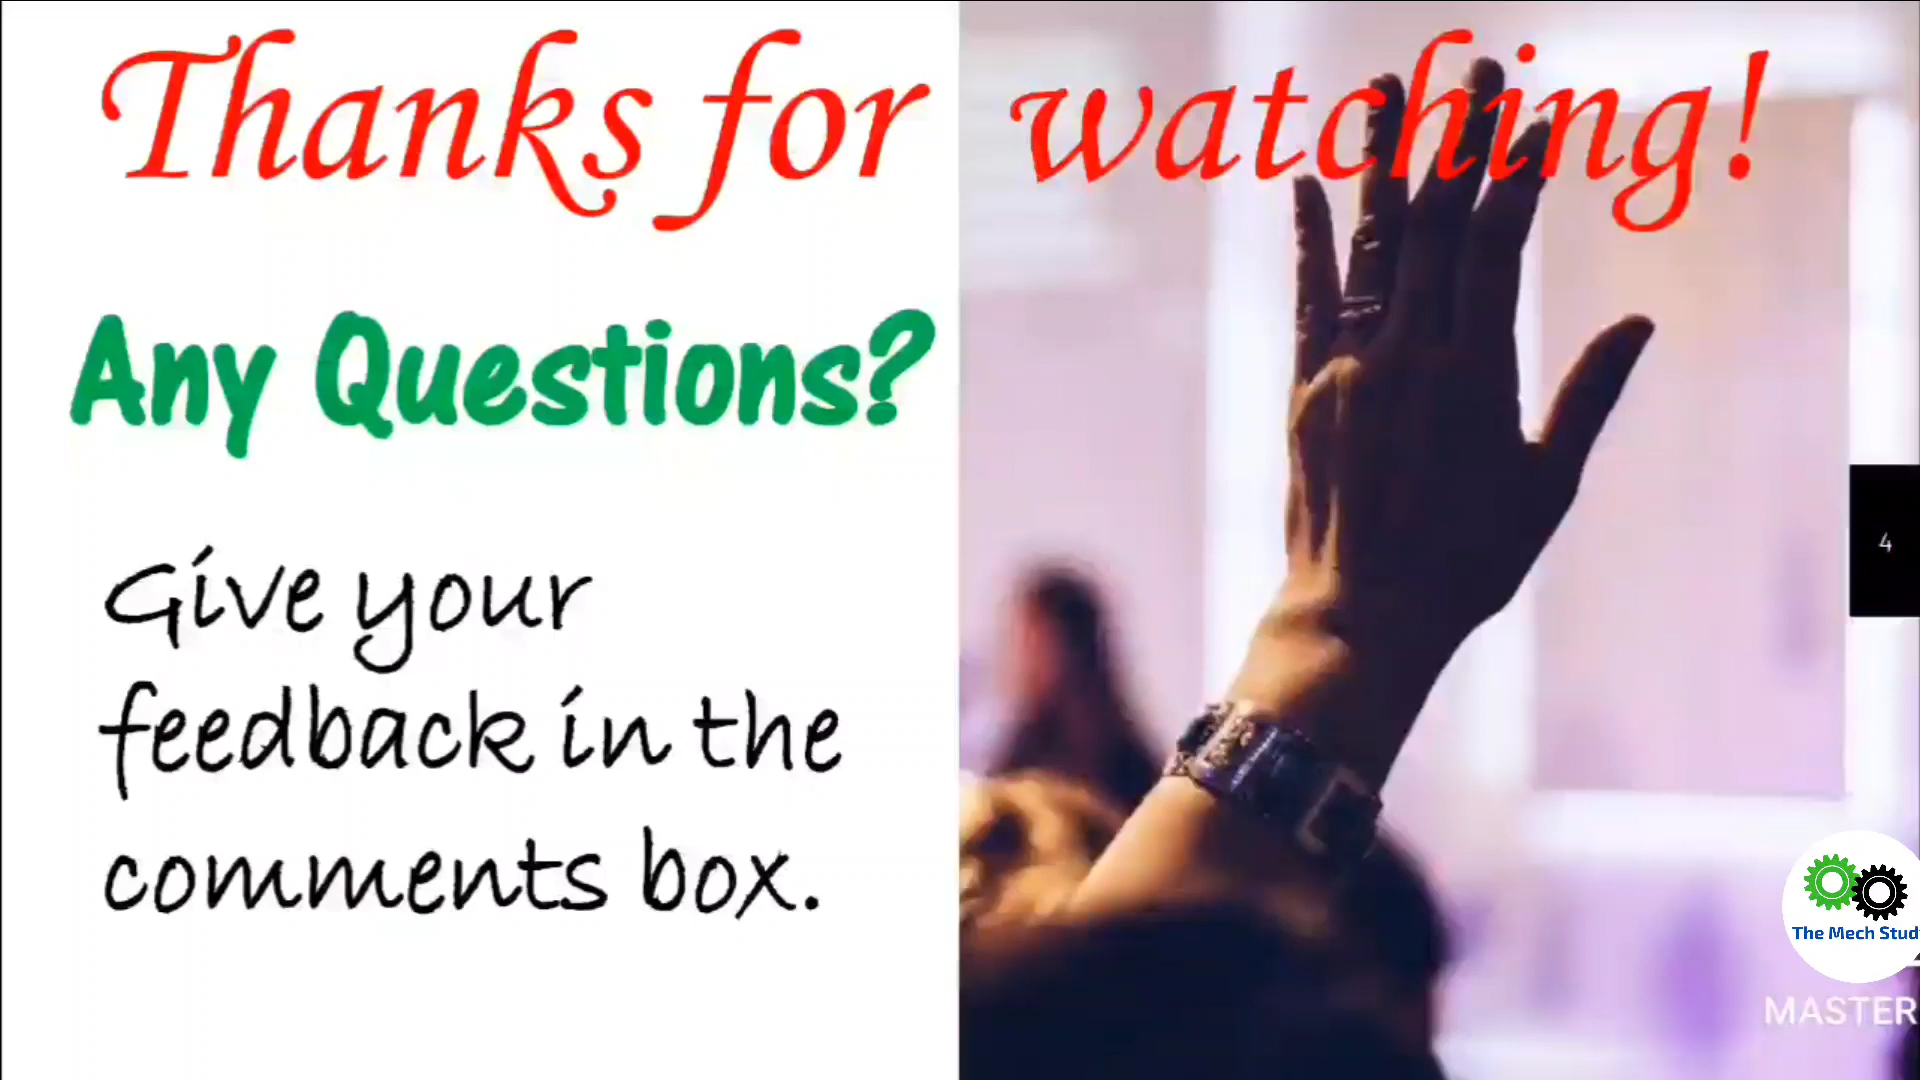 Thanks for watching!
Any Questions?
Give your
feedback in the
comments box.
4
The Mech Stud
MASTER